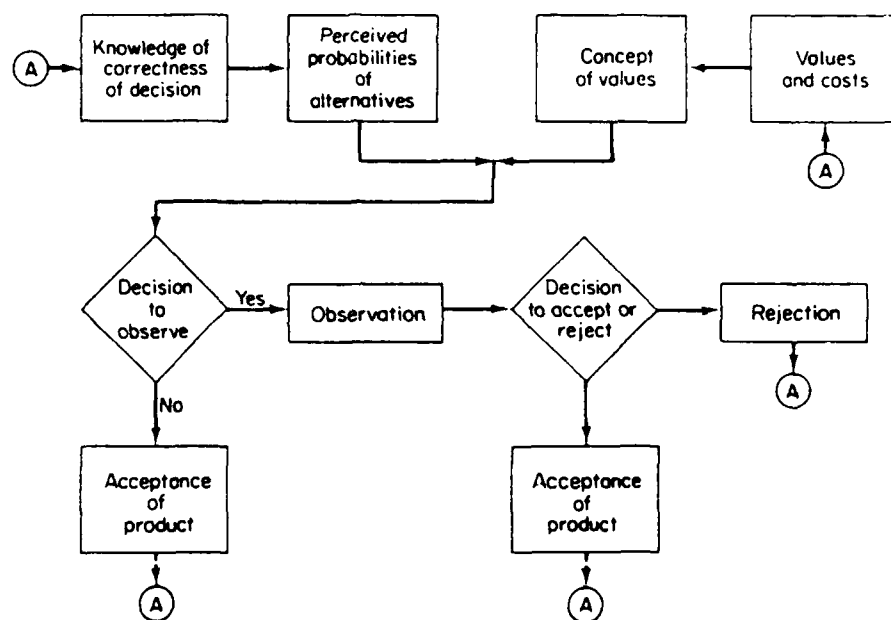 A
Knowledge of
correctness
of decision
Perceived
probabilities
of
alternatives
Concept
of values
Values
and costs
A
Decision
to
observe
Yes
Observation
Decision
to accept or
reject
Rejection
A
No
Acceptance
of
product
A
Acceptance
of
product
A